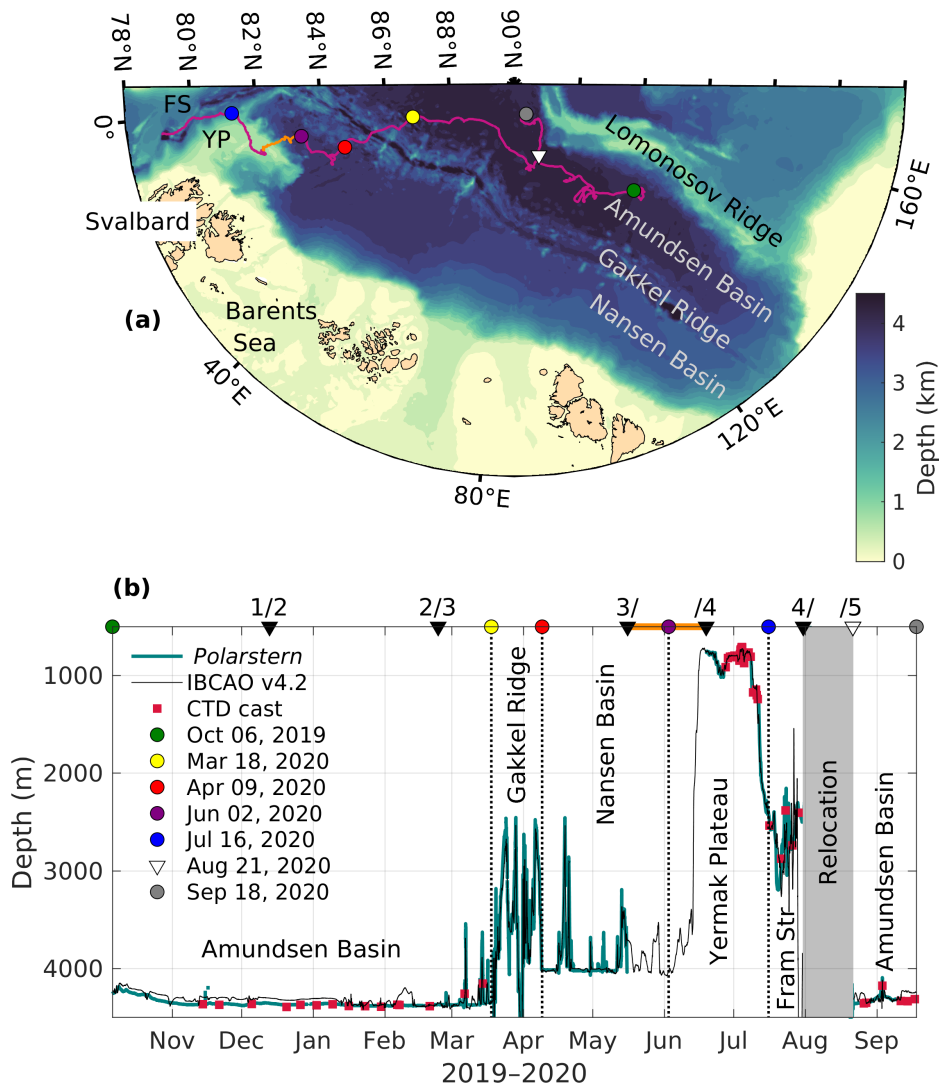 78°N
80°N
82°N
84°N
86°N
88°N
90°N
FS
YP
0°
Lomonosov Ridge
160°E
Svalbard
Amundsen Basin
Gakkel Ridge
Nansen Basin
Barents
Sea
(a)
40°E
80°E
120°E
4
3
2
1
0
Depth (km)
(b)
1/2
2/3
3/
/4
4/
/5
Polarstern
IBCAO v4.2
CTD cast
Oct 06, 2019
Mar 18, 2020
Apr 09, 2020
Jun 02, 2020
Jul 16, 2020
Aug 21, 2020
Sep 18, 2020
Amundsen Basin
Gakkel Ridge
Nansen Basin
Yermak Plateau
Fram Str
Relocation
Amundsen Basin
1000
2000
3000
4000
Depth (m)
Nov
Dec
Jan
Feb
Mar
Apr
May
Jun
Jul
Aug
Sep
2019–2020